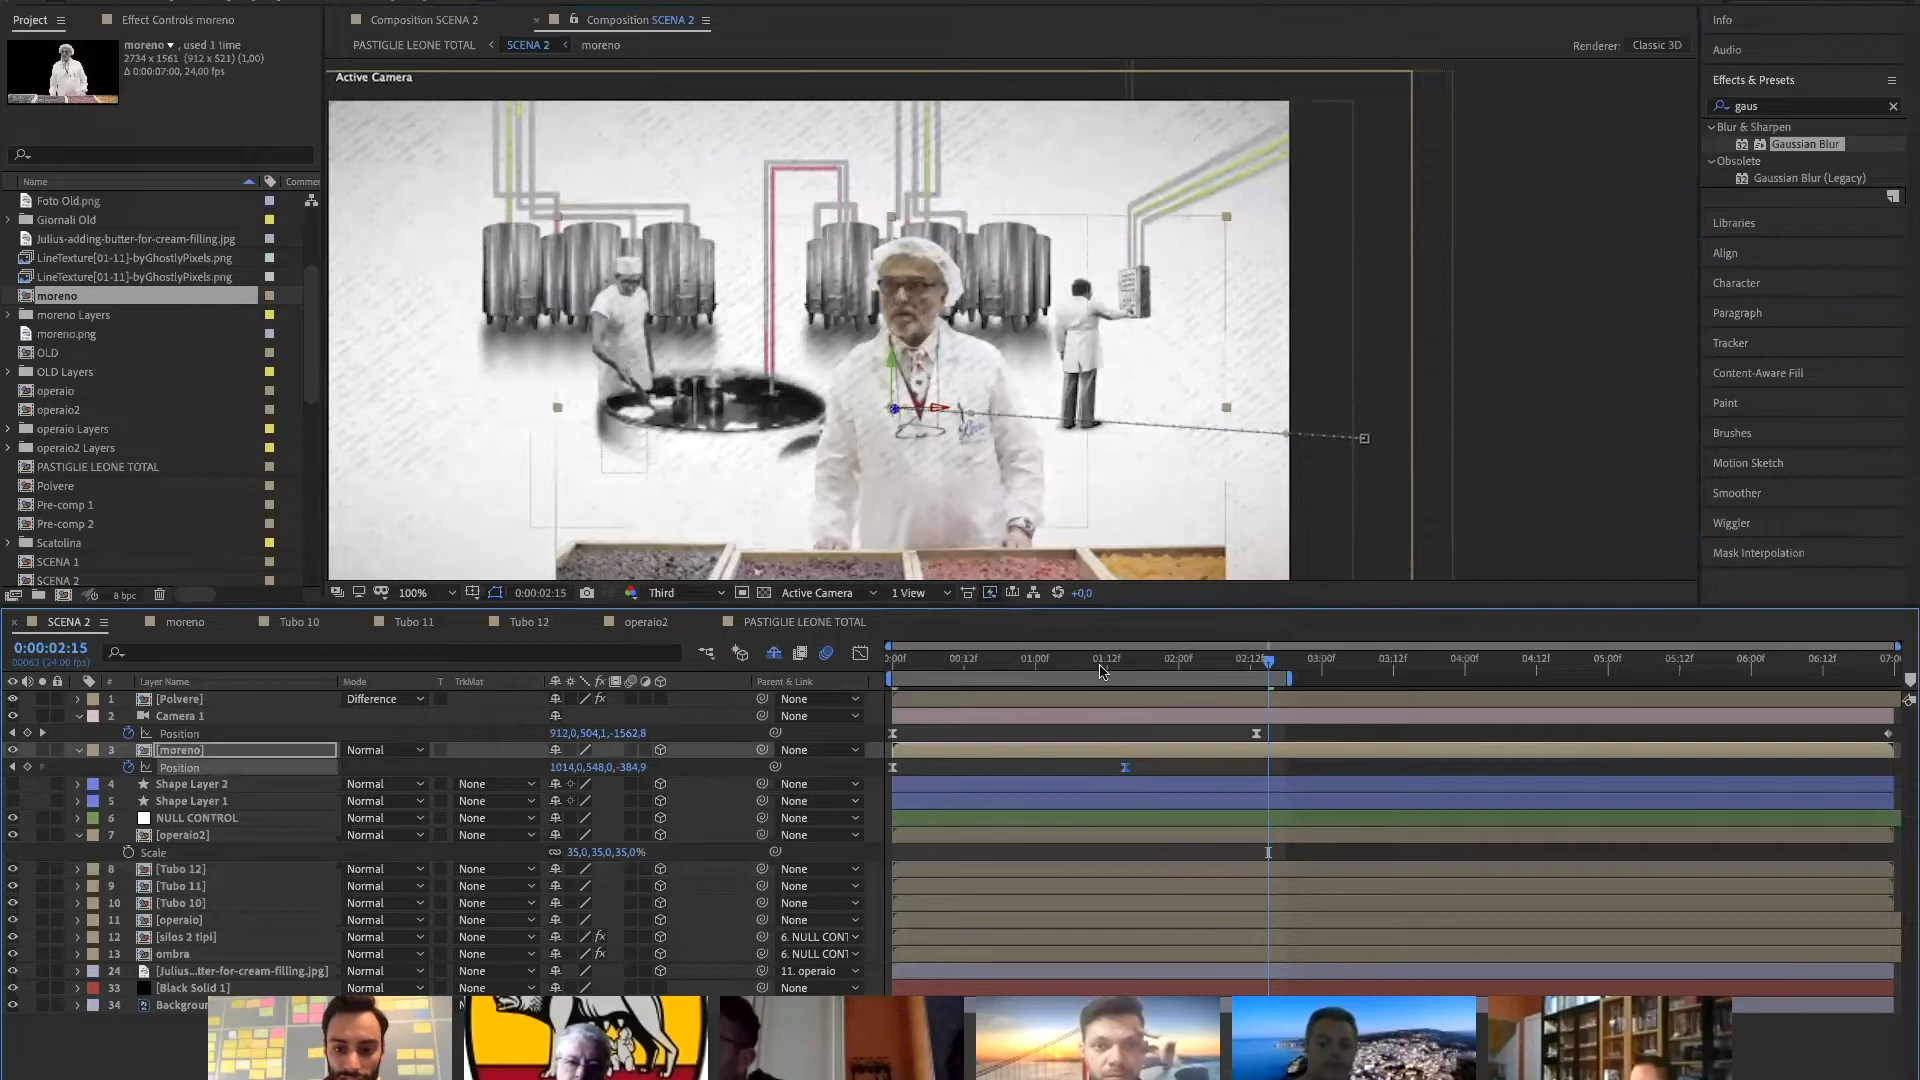 Project
Effect Controls moreno
Composition SCENA 2
Composition SCENA 2
Info
moreno , used 1 time
2734 x 1561 (912 x 521) (1,00)
Δ 0:00:07:00, 24,00 fps
PASTIGLIE LEONE TOTAL
SCENA 2
moreno
Renderer:
Classic 3D
Audio
Active Camera
Effects & Presets
gaus
Blur & Sharpen
Gaussian Blur
Obsolete
Gaussian Blur (Legacy)
Libraries
Align
Character
Paragraph
Tracker
Content-Aware Fill
Paint
Brushes
Motion Sketch
Smoother
Wiggler
Mask Interpolation
Name
Commer
Foto Old.png
Giornali Old
Julius-adding-butter-for-cream-filling.jpg
LineTexture[01-11]-byGhostlyPixels.png
LineTexture[01-11]-byGhostlyPixels.png
moreno
moreno Layers
moreno.png
OLD
OLD Layers
operaio
operaio2
operaio Layers
operaio2 Layers
PASTIGLIE LEONE TOTAL
Polvere
Pre-comp 1
Pre-comp 2
Scatolina
SCENA 1
SCENA 2
8 bpc
100%
0:00:02:15
Third
Active Camera
1 View
+0,0
SCENA 2
moreno
Tubo 10
Tubo 11
Tubo 12
operaio2
PASTIGLIE LEONE TOTAL
0:00:02:15
00063 (24.00 fps)
0:00f 00:12f 01:00f 01:12f 02:00f 02:12f 03:00f 03:12f 04:00f 04:12f 05:00f 05:12f 06:00f 06:12f 07:00
# Layer Name Mode T TrkMat Parent & Link
1 [Polvere] Difference None
2 Camera 1 None
Position 912,0,504,1,-1562,8
3 [moreno] Normal None
Position 1014,0,548,0,-384,9
4 Shape Layer 2 Normal None None
5 Shape Layer 1 Normal None None
6 NULL CONTROL Normal None None
7 [operaio2] Normal None None
Scale 35,0,35,0,35,0%
8 [Tubo 12] Normal None None
9 [Tubo 11] Normal None None
10 [Tubo 10] Normal None None
11 [operaio] Normal None None
12 [silos 2 tipi] Normal None fx 6. NULL CONT
13 ombra Normal None fx 6. NULL CONT
24 [Julius...tter-for-cream-filling.jpg] Normal None 11. operaio
33 [Black Solid 1] Normal None None
34 Backgrou